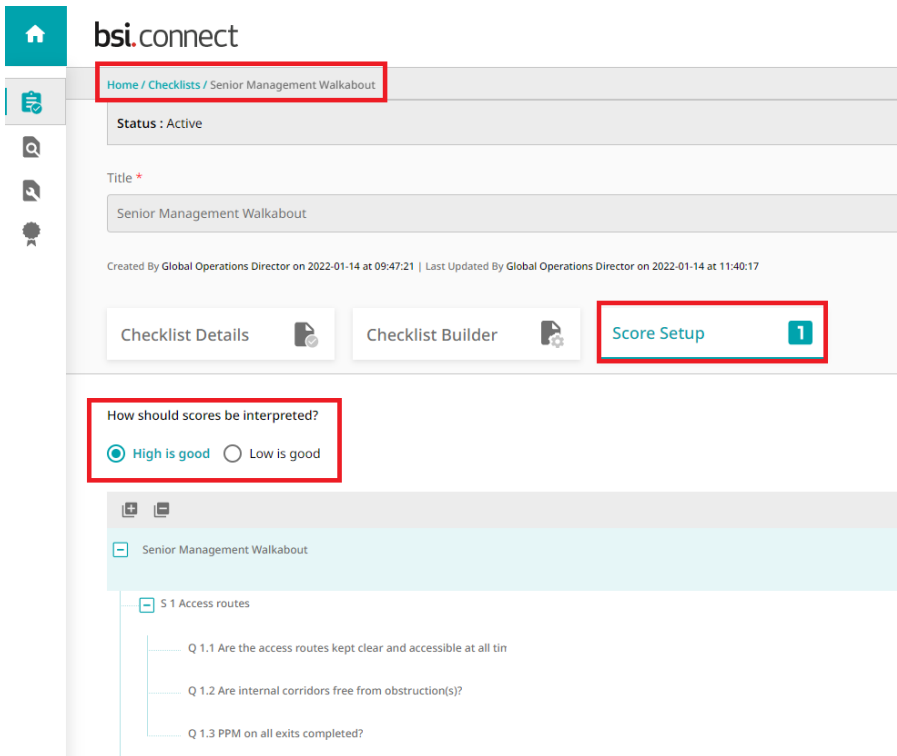 bsi.connect
Home / Checklists / Senior Management Walkabout
Status : Active
Title *
Senior Management Walkabout
Created By Global Operations Director on 2022-01-14 at 09:47:21 | Last Updated By Global Operations Director on 2022-01-14 at 11:40:17
Checklist Details Checklist Builder Score Setup 1
How should scores be interpreted?
High is good Low is good
Senior Management Walkabout
S 1 Access routes
Q 1.1 Are the access routes kept clear and accessible at all tin
Q 1.2 Are internal corridors free from obstruction(s)?
Q 1.3 PPM on all exits completed?